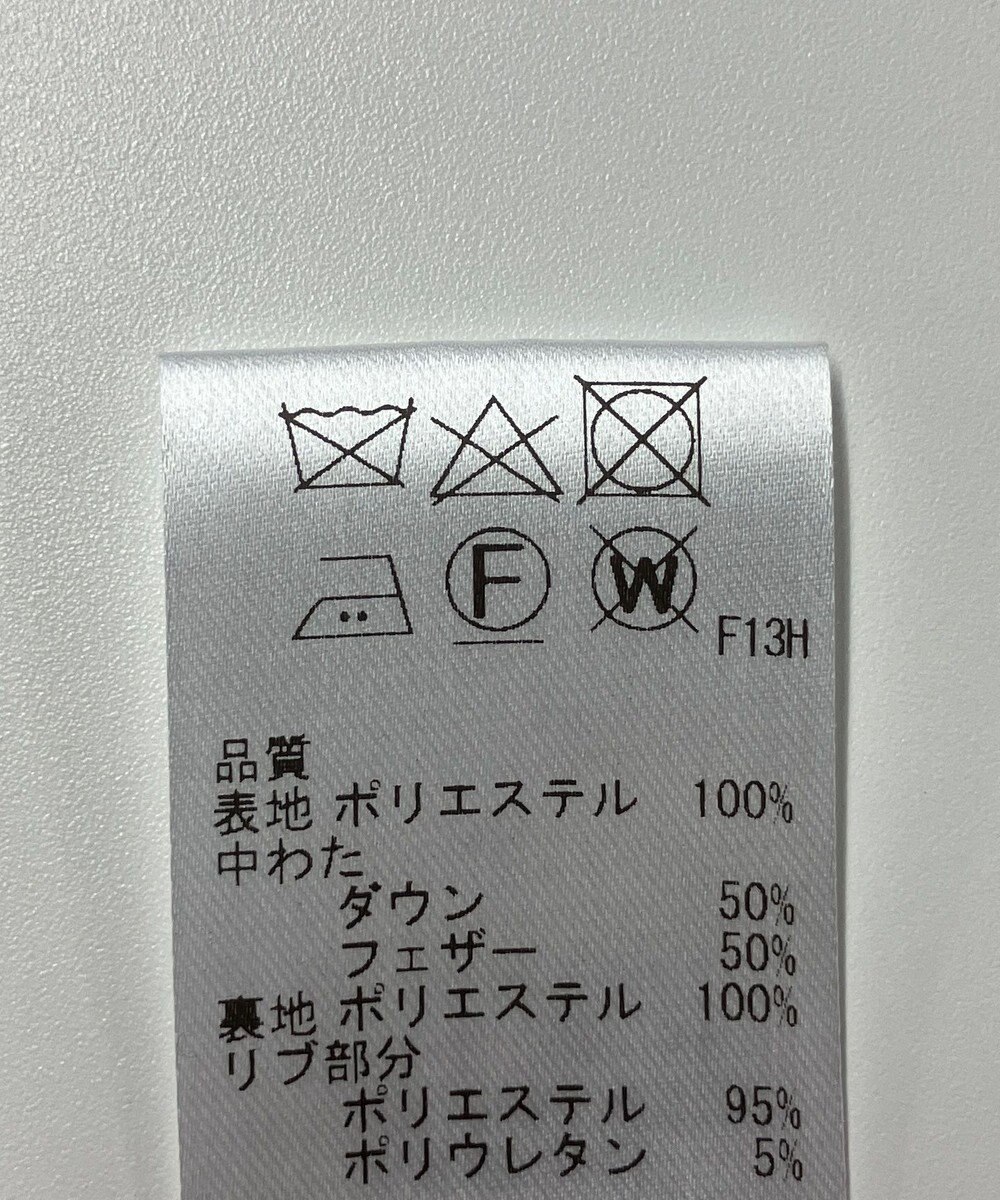 F W F13H
品質
表地 ポリエステル 100%
中わた
ダウン 50%
フェザー 50%
裏地 ポリエステル 100%
リブ部分
ポリエステル 95%
ポリウレタン 5%